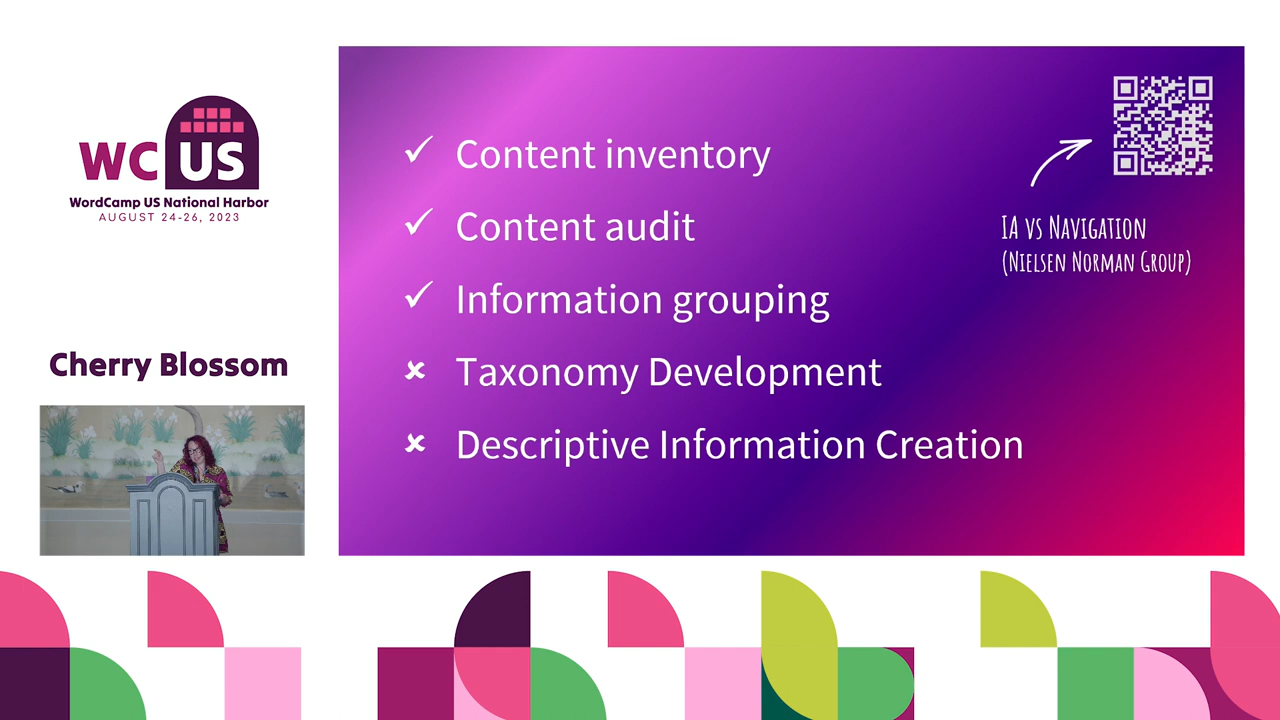 WC US
WordCamp US National Harbor
AUGUST 24-26, 2023
Cherry Blossom
✓ Content inventory
✓ Content audit
✓ Information grouping
✘ Taxonomy Development
✘ Descriptive Information Creation
IA vs Navigation
(Nielsen Norman Group)